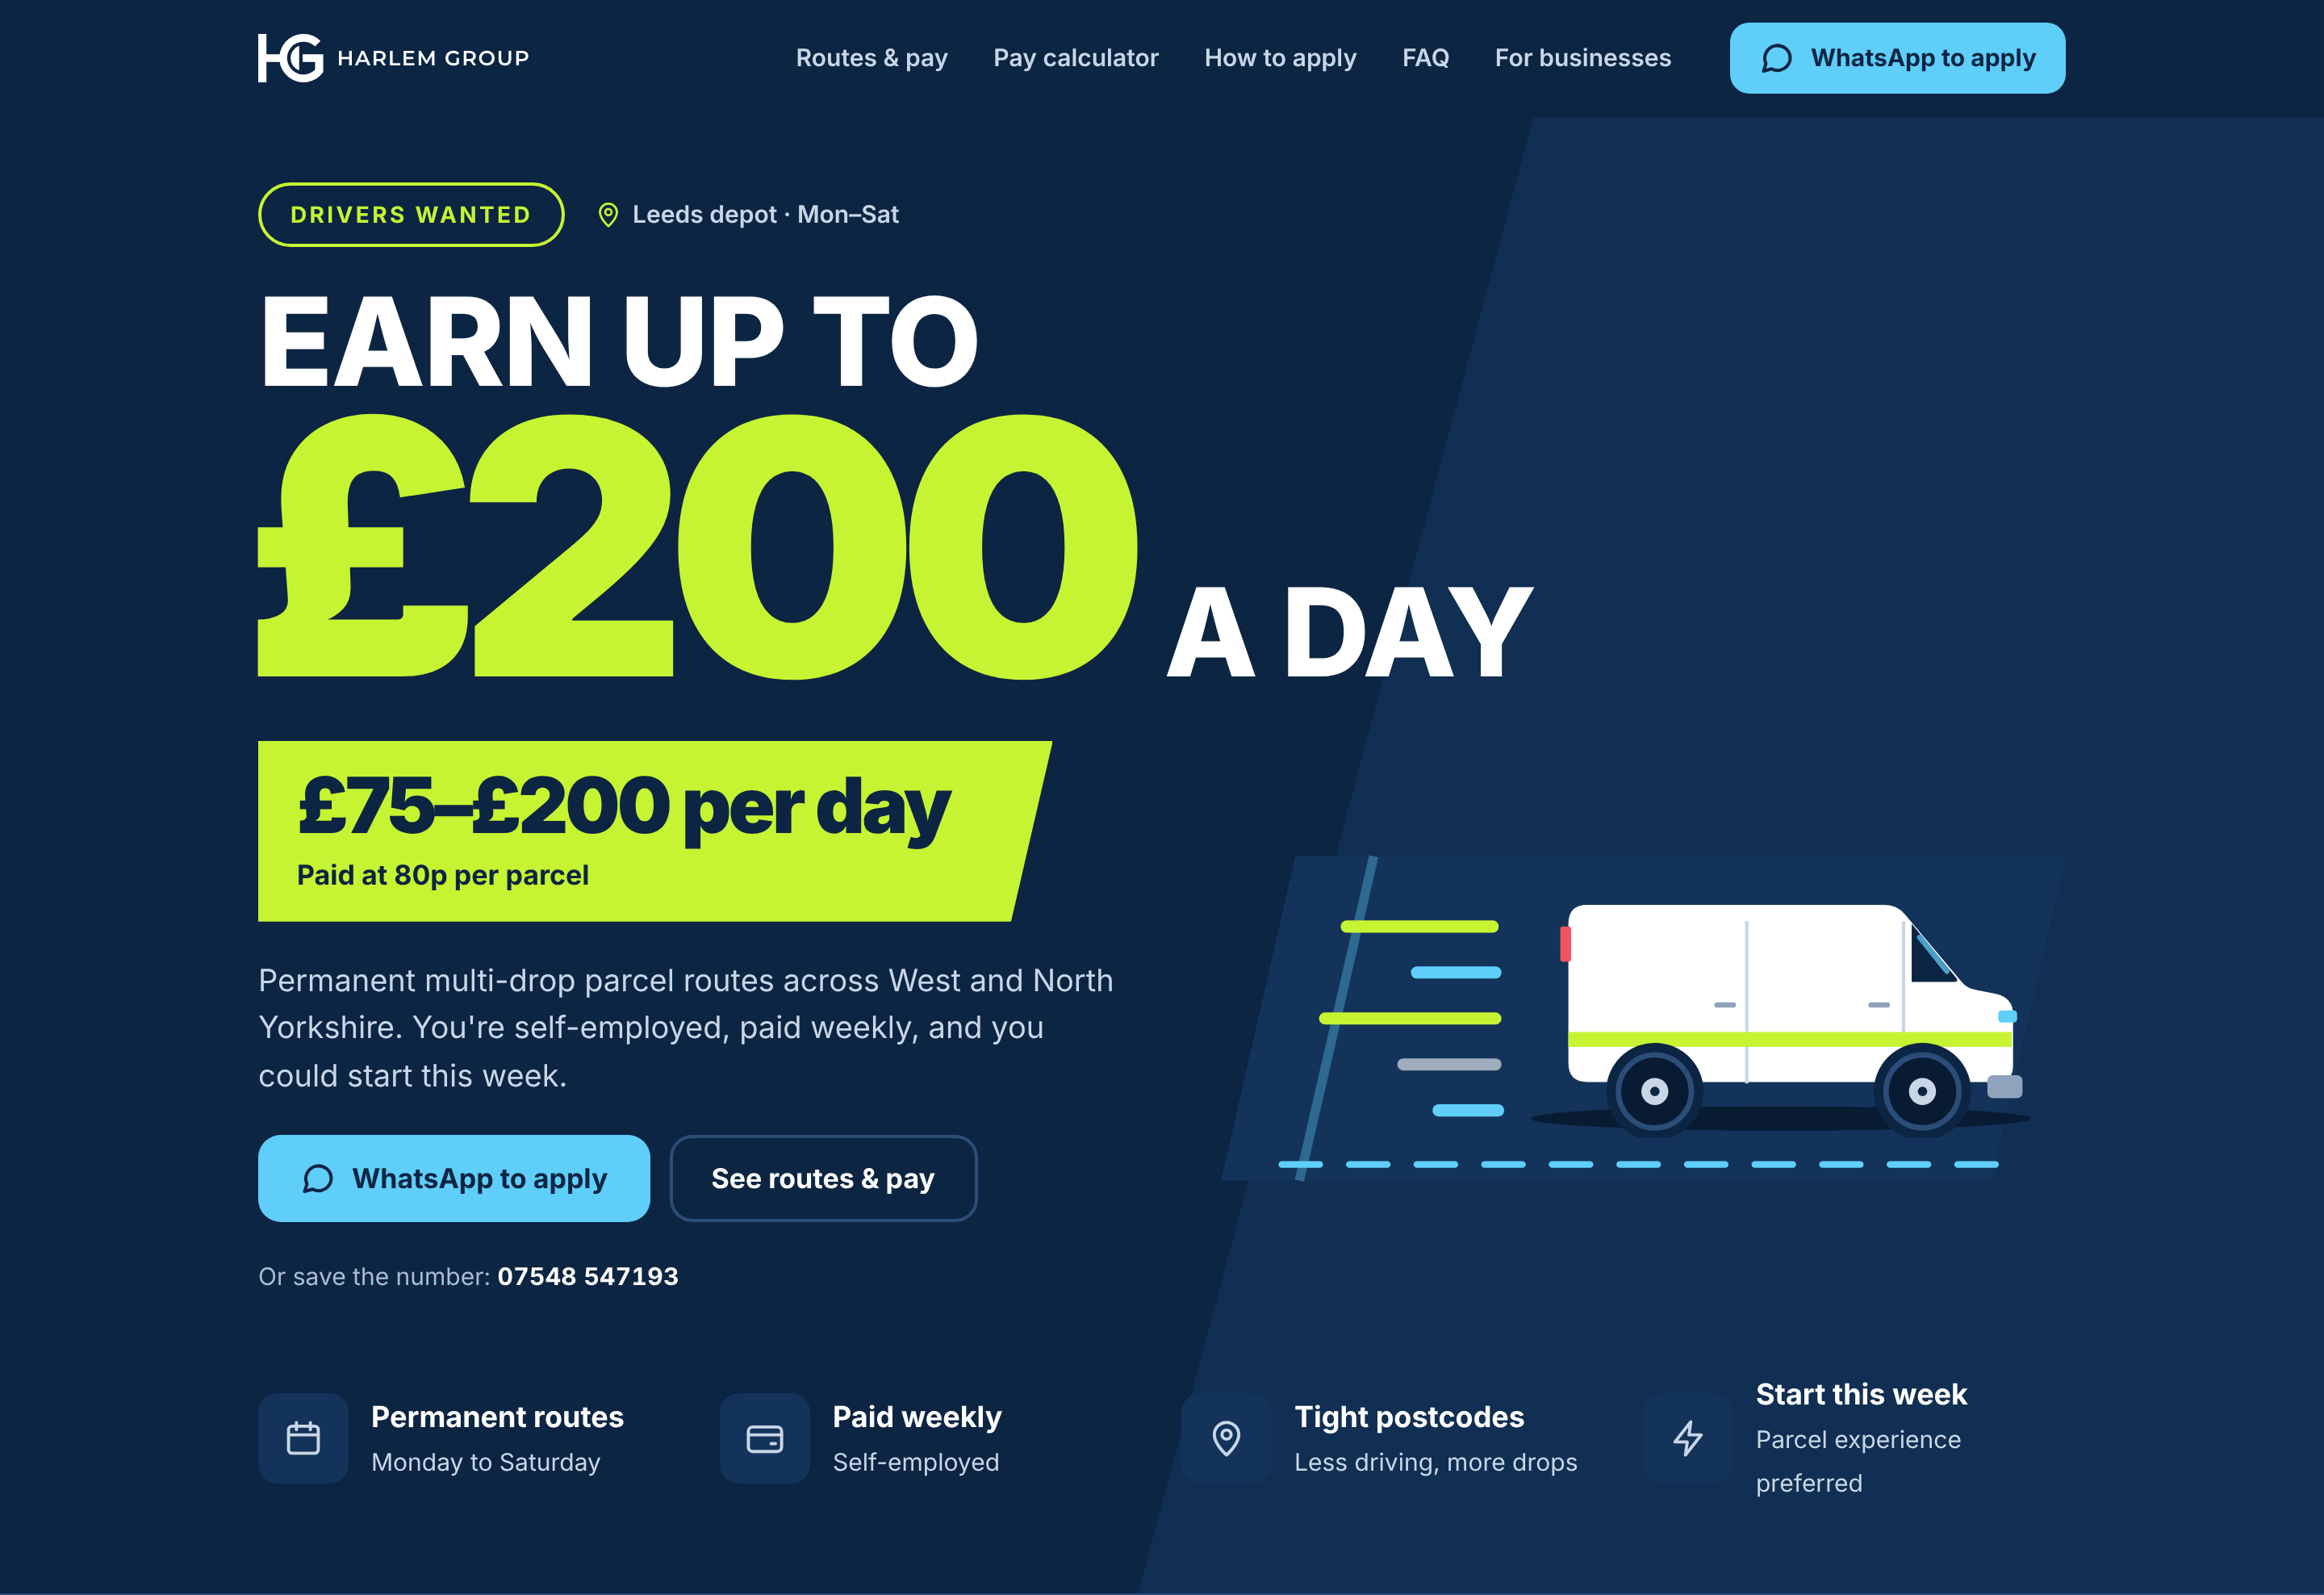 HG HARLEM GROUP
Routes & pay
Pay calculator
How to apply
FAQ
For businesses
WhatsApp to apply
DRIVERS WANTED
Leeds depot · Mon–Sat
EARN UP TO
£200 A DAY
£75–£200 per day
Paid at 80p per parcel
Permanent multi-drop parcel routes across West and North
Yorkshire. You're self-employed, paid weekly, and you
could start this week.
WhatsApp to apply
See routes & pay
Or save the number: 07548 547193
Permanent routes
Monday to Saturday
Paid weekly
Self-employed
Tight postcodes
Less driving, more drops
Start this week
Parcel experience
preferred